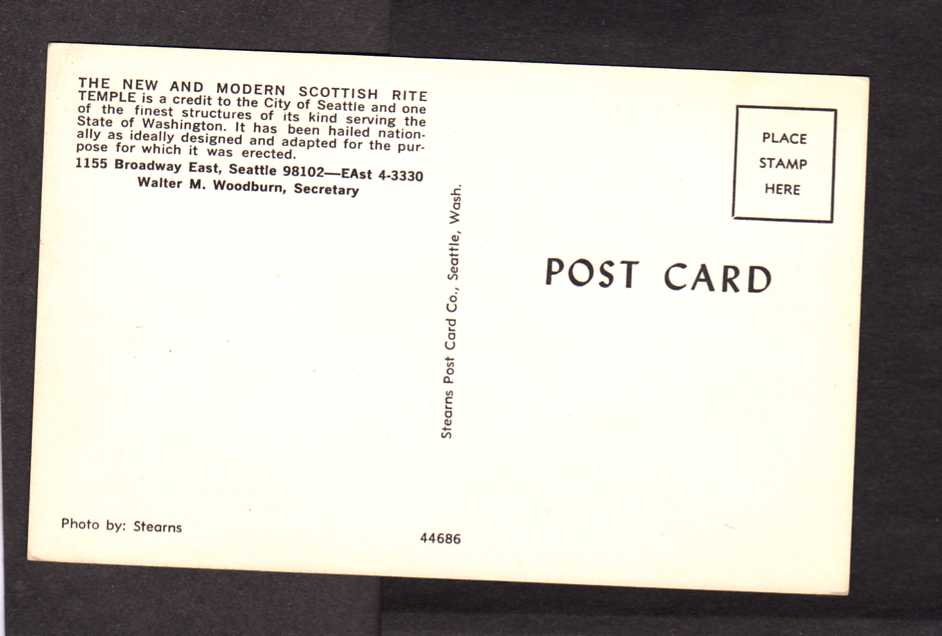 THE NEW AND MODERN SCOTTISH RITE
TEMPLE is a credit to the City of Seattle and one
of the finest structures of its kind serving the
State of Washington. It has been hailed nation-
ally as ideally designed and adapted for the pur-
pose for which it was erected.
1155 Broadway East, Seattle 98102—EAst 4-3330
Walter M. Woodburn, Secretary
Photo by: Stearns
Stearns Post Card Co., Seattle, Wash.
44686
PLACE
STAMP
HERE
POST CARD